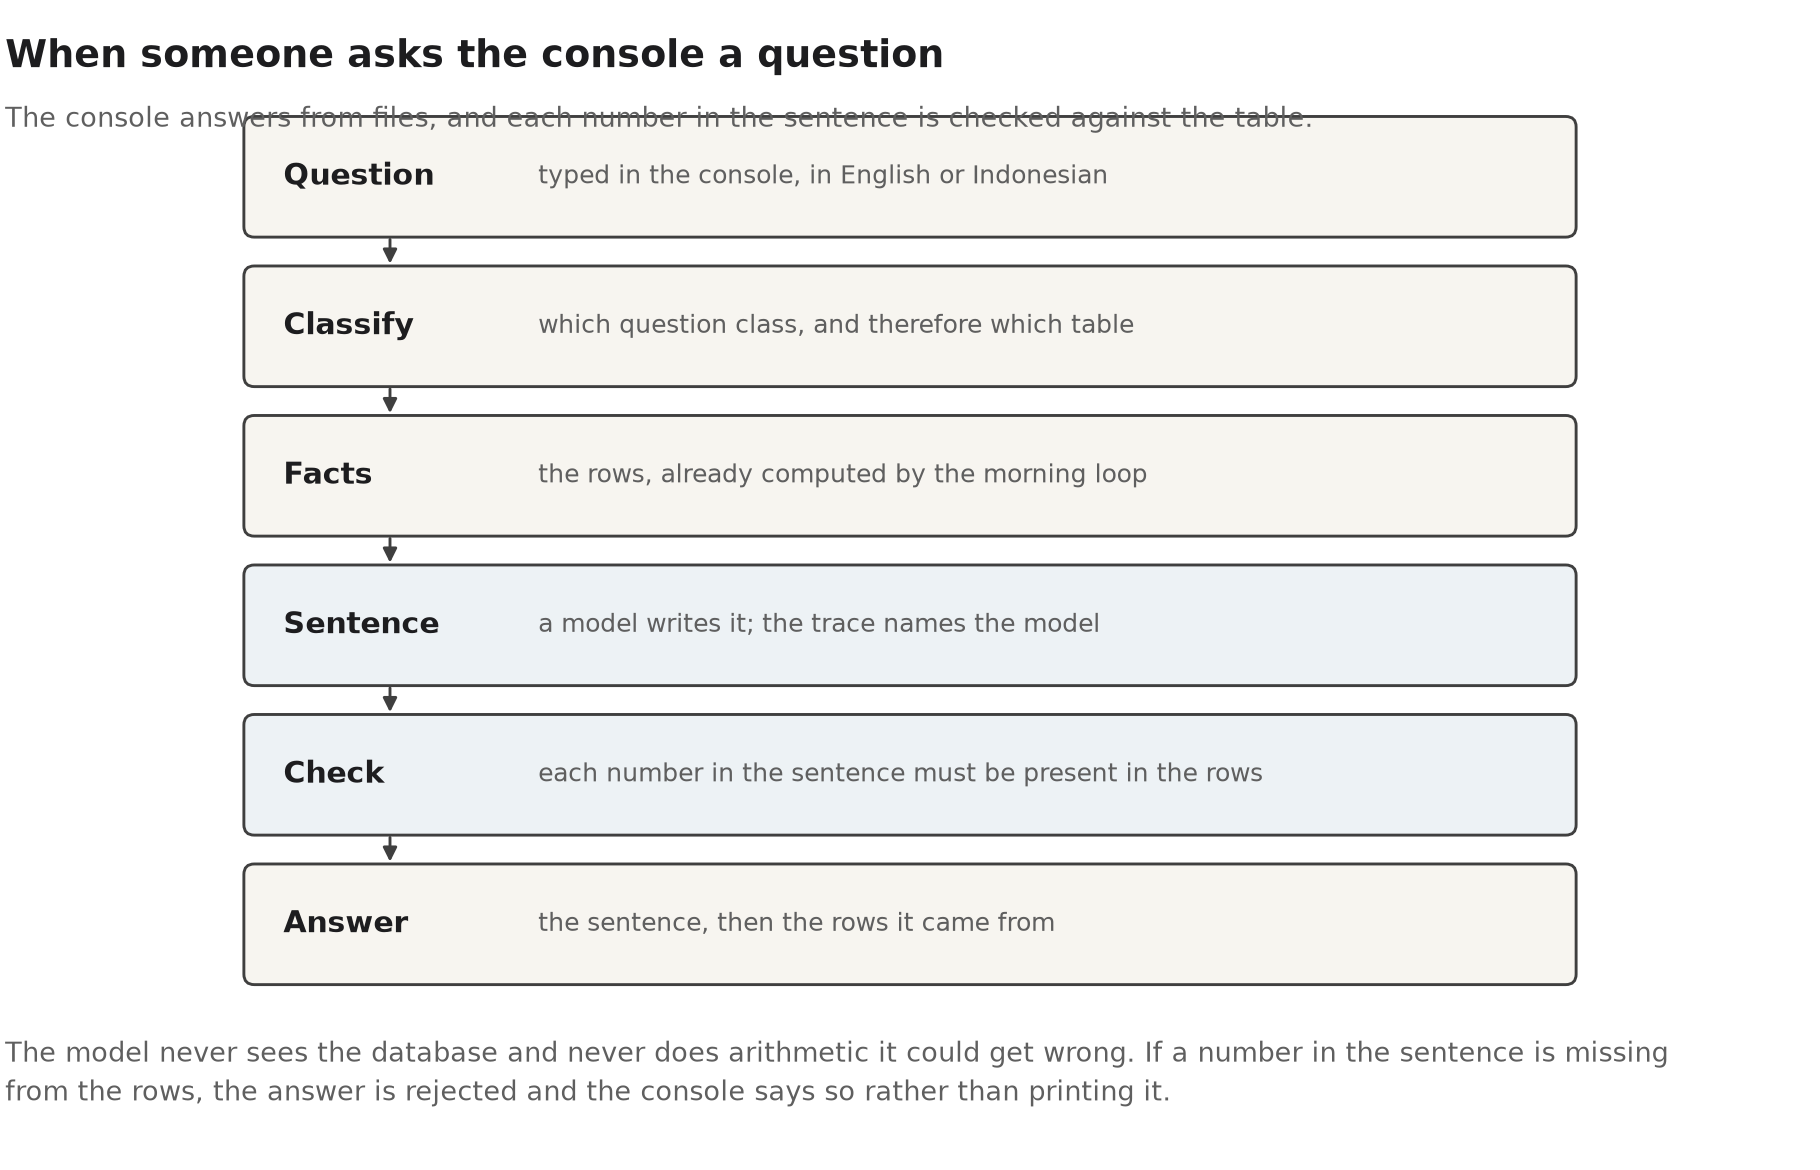 When someone asks the console a question
The console answers from files, and each number in the sentence is checked against the table.
Question typed in the console, in English or Indonesian
Classify which question class, and therefore which table
Facts the rows, already computed by the morning loop
Sentence a model writes it; the trace names the model
Check each number in the sentence must be present in the rows
Answer the sentence, then the rows it came from
The model never sees the database and never does arithmetic it could get wrong. If a number in the sentence is missing
from the rows, the answer is rejected and the console says so rather than printing it.